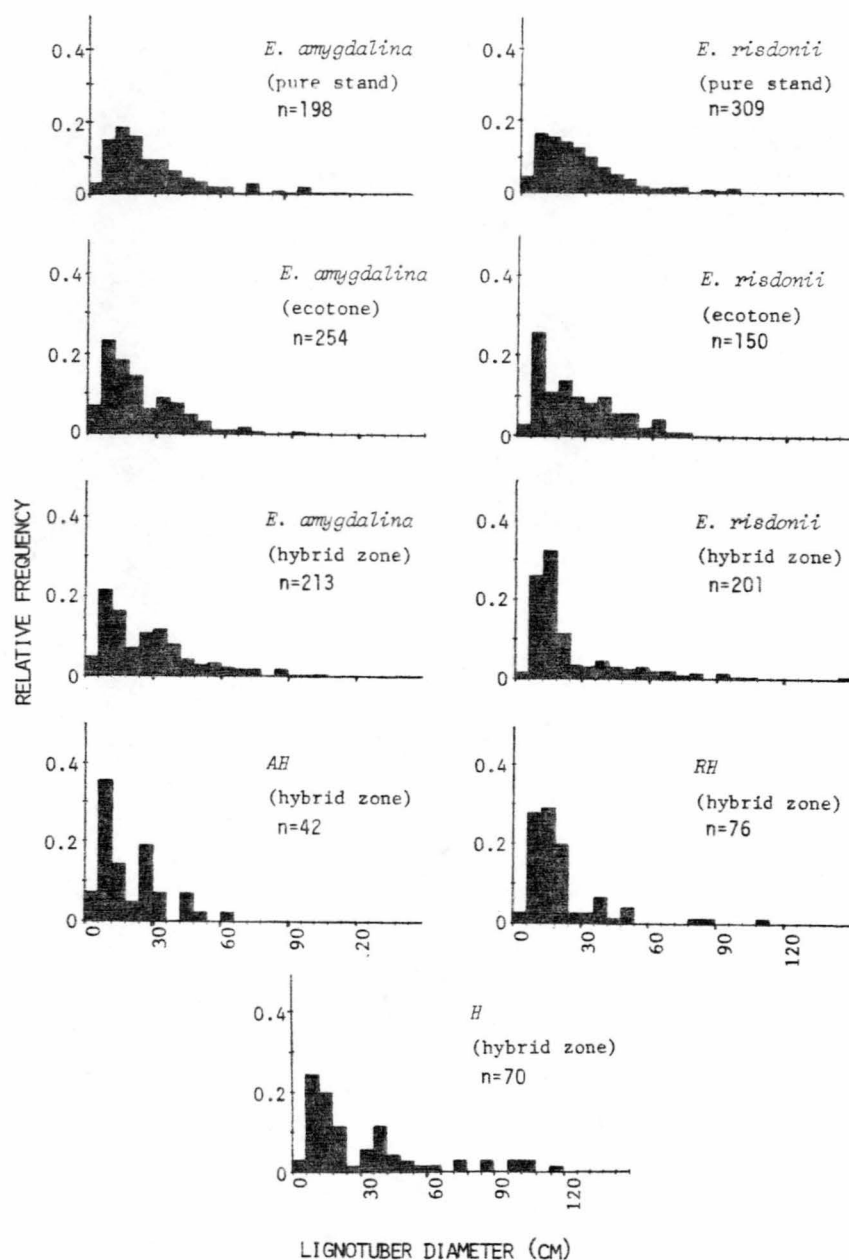 0.4
0.2
0
E. amygdalina
(pure stand)
n=198
0.4
0.2
0
E. risdonii
(pure stand)
n=309
0.4
0.2
0
E. amygdalina
(ecotone)
n=254
0.4
0.2
0
E. risdonii
(ecotone)
n=150
RELATIVE FREQUENCY
0.4
0.2
0
E. amygdalina
(hybrid zone)
n=213
0.4
0.2
0
E. risdonii
(hybrid zone)
n=201
0.4
0.2
0
AH
(hybrid zone)
n=42
0 30 60 90 120
0.4
0.2
0
RH
(hybrid zone)
n=76
0 30 60 90 120
0.4
0.2
0
H
(hybrid zone)
n=70
0 30 60 90 120
LIGNOTUBER DIAMETER (CM)